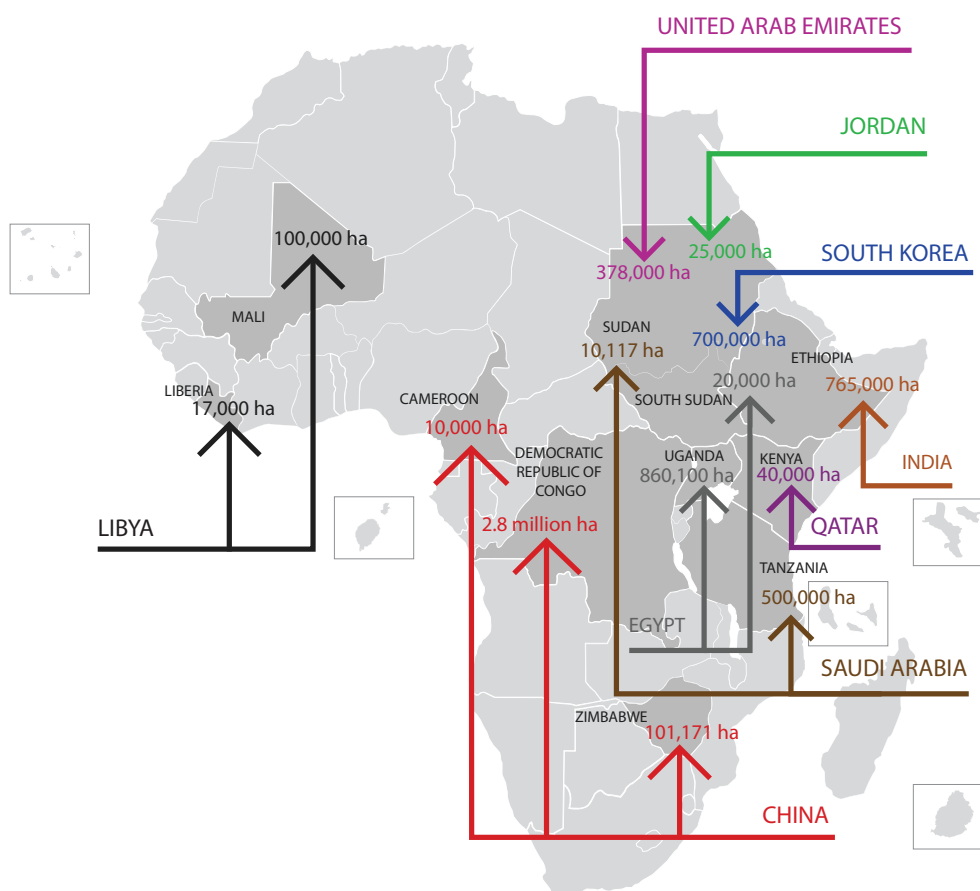 UNITED ARAB EMIRATES
JORDAN
100,000 ha
25,000 ha
SOUTH KOREA
378,000 ha
MALI
SUDAN
700,000 ha
10,117 ha
ETHIOPIA
LIBERIA
20,000 ha
765,000 ha
17,000 ha
CAMEROON
SOUTH SUDAN
10,000 ha
DEMOCRATIC
REPUBLIC OF
CONGO
UGANDA
860,100 ha
KENYA
40,000 ha
INDIA
2.8 million ha
LIBYA
QATAR
TANZANIA
500,000 ha
EGYPT
SAUDI ARABIA
ZIMBABWE
101,171 ha
CHINA